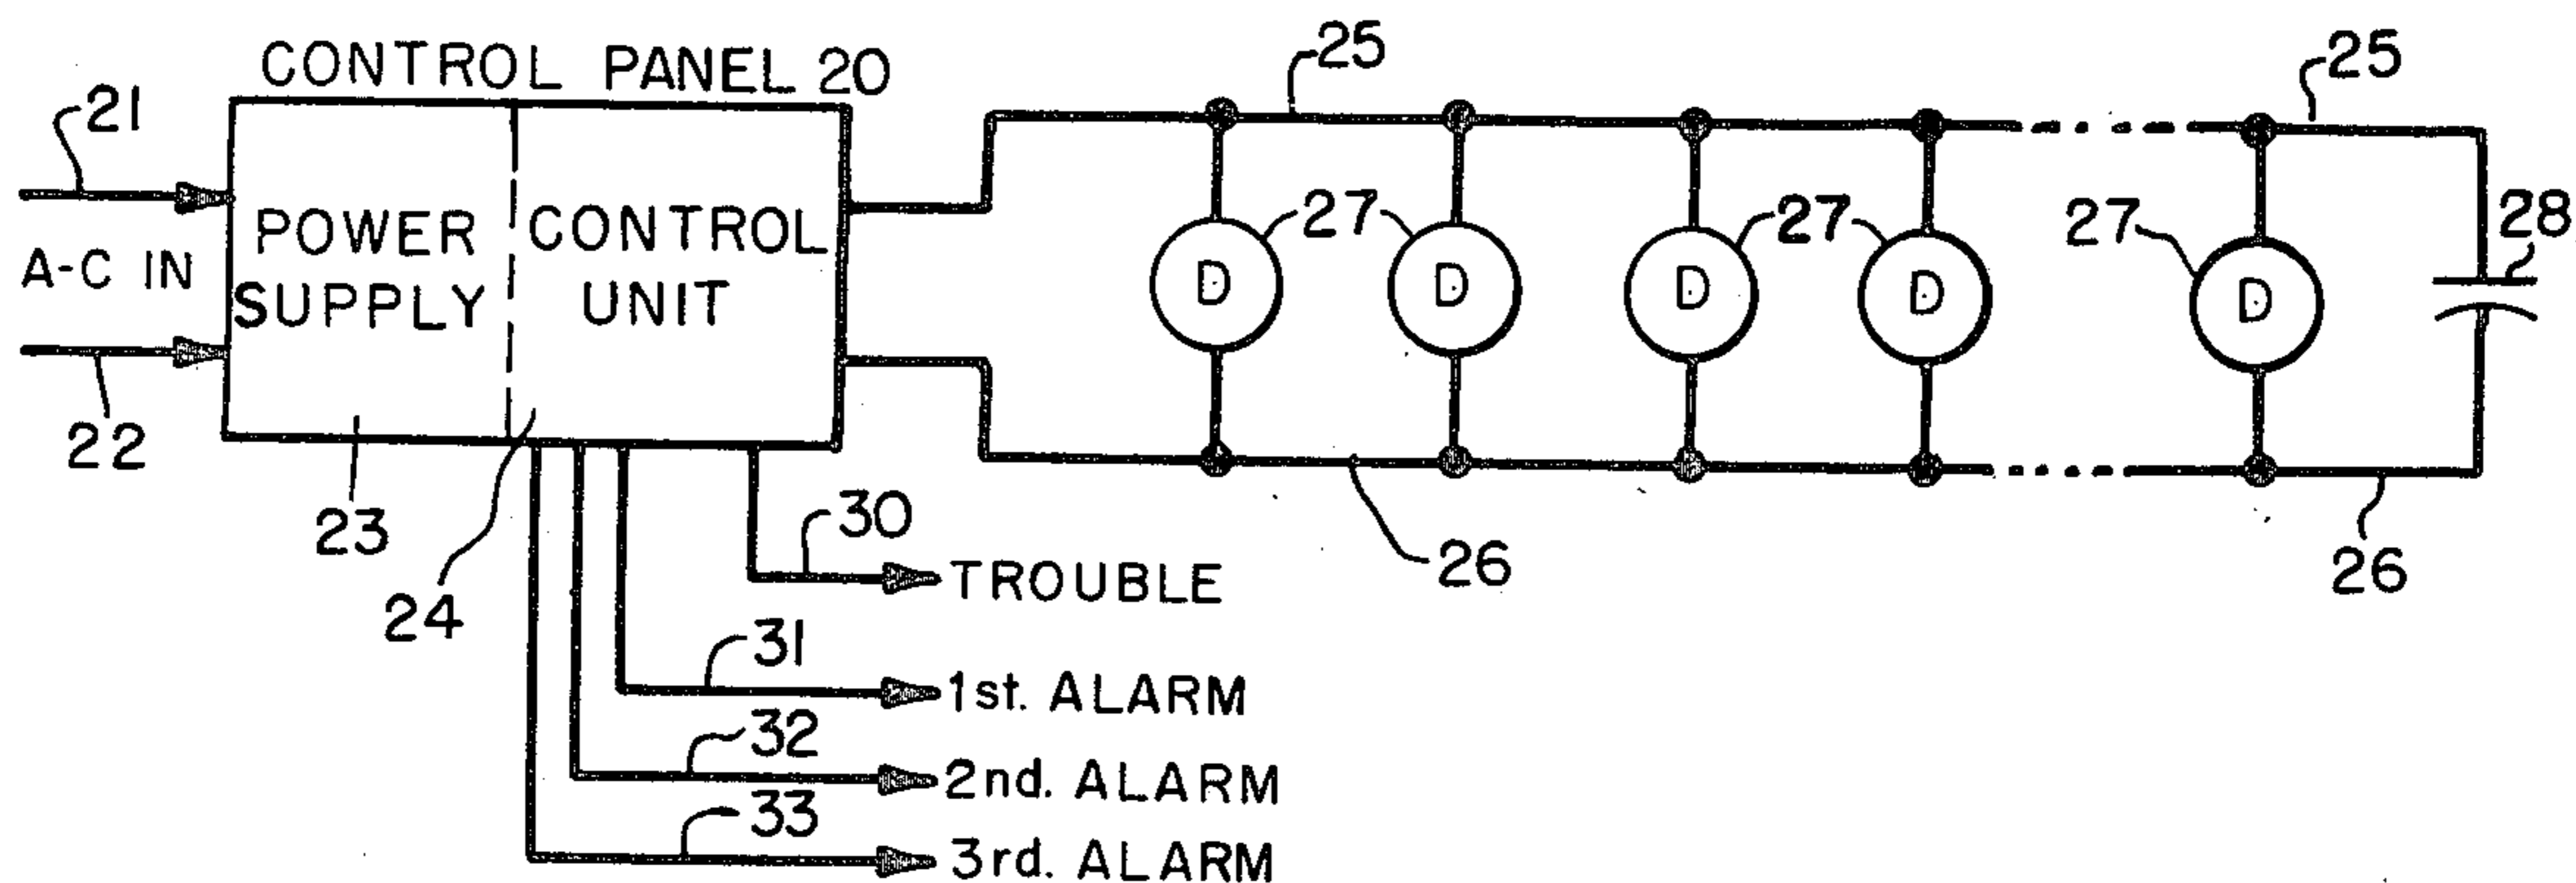 CONTROL PANEL 20
21
A-C IN
22
POWER
SUPPLY
23
CONTROL
UNIT
24
25
25
27
27
27
D
D
D
D
D
28
26
26
30
TROUBLE
31
1st. ALARM
32
2nd. ALARM
33
3rd. ALARM